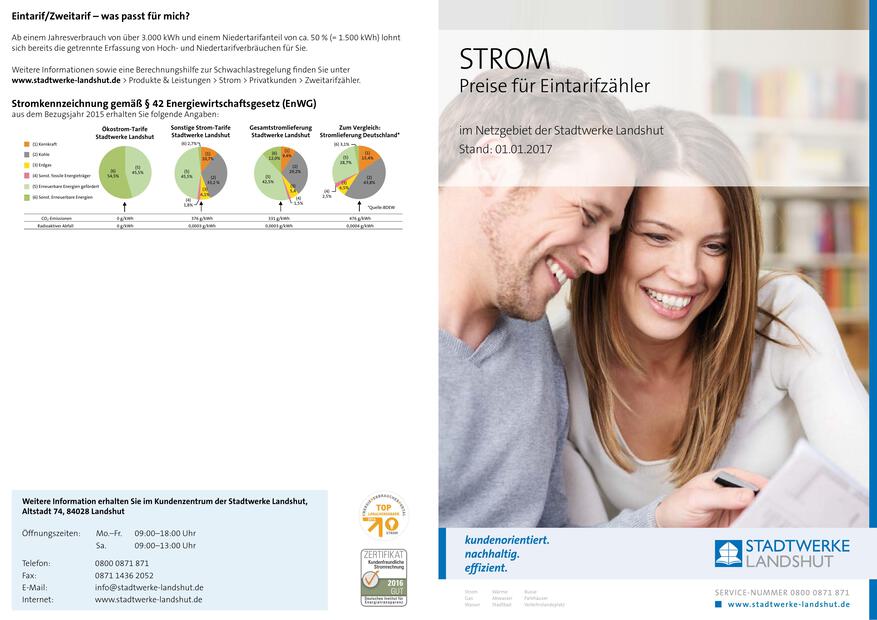 Eintarif/Zweitarif – was passt für mich?
Ab einem Jahresverbrauch von über 3.000 kWh und einem Niedertarifanteil von ca. 50 % (= 1.500 kWh) lohnt
sich bereits die getrennte Erfassung von Hoch- und Niedertarifverbräuchen für Sie.
Weitere Informationen sowie eine Berechnungshilfe zur Schwachlastregelung finden Sie unter
www.stadtwerke-landshut.de > Produkte & Leistungen > Strom > Privatkunden > Zweitarifzähler.
Stromkennzeichnung gemäß § 42 Energiewirtschaftsgesetz (EnWG)
aus dem Bezugsjahr 2015 erhalten Sie folgende Angaben:
Ökostrom-Tarife
Stadtwerke Landshut
Sonstige Strom-Tarife
Stadtwerke Landshut
Gesamtstromlieferung
Stadtwerke Landshut
Zum Vergleich:
Stromlieferung Deutschland*
(1) Kernkraft
(2) Kohle
(3) Erdgas
(4) Sonst. fossile Energieträger
(5) Erneuerbare Energien gefördert
(6) Sonst. Erneuerbare Energien
(6)
54,5%
(5)
45,5%
(6) 2,7%
(1)
10,7%
(5)
45,5%
(2)
(3)
(4)
1,8%
(6)
12,0%
(1)
9,4%
(2)
29,2%
(5)
42,5%
(3)
(4)
1,5%
(6) 3,1%
(1)
15,4%
(5)
28,7%
(2)
43,8%
(3)
6,5%
(4)
2,5%
*Quelle: BDEW
CO₂-Emissionen 0 g/kWh 376 g/kWh 331 g/kWh 476 g/kWh
Radioaktiver Abfall 0 g/kWh 0,0003 g/kWh 0,0003 g/kWh 0,0004 g/kWh
Weitere Information erhalten Sie im Kundenzentrum der Stadtwerke Landshut,
Altstadt 74, 84028 Landshut
Öffnungszeiten: Mo.–Fr. 09:00–18:00 Uhr
Sa. 09:00–13:00 Uhr
Telefon: 0800 0871 871
Fax: 0871 1436 2052
E-Mail: info@stadtwerke-landshut.de
Internet: www.stadtwerke-landshut.de
TOP
STROM
ZERTIFIKAT
Kundenfreundliche
Stromrechnung
2016
GUT
Deutsches Institut für
Energietransparenz
STROM
Preise für Eintarifzähler
im Netzgebiet der Stadtwerke Landshut
Stand: 01.01.2017
kundenorientiert.
nachhaltig.
effizient.
STADTWERKE
LANDSHUT
Strom Wärme Busse
Gas Abwasser Parkhäuser
Wasser Stadtbad Verkehrslandeplatz
SERVICE-NUMMER 0800 0871 871
www.stadtwerke-landshut.de